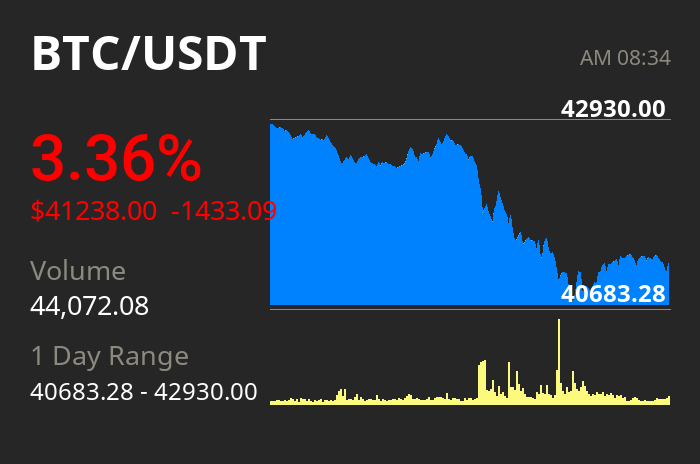 BTC/USDT
AM 08:34
42930.00
3.36%
$41238.00 -1433.09
Volume
44,072.08
40683.28
1 Day Range
40683.28 - 42930.00